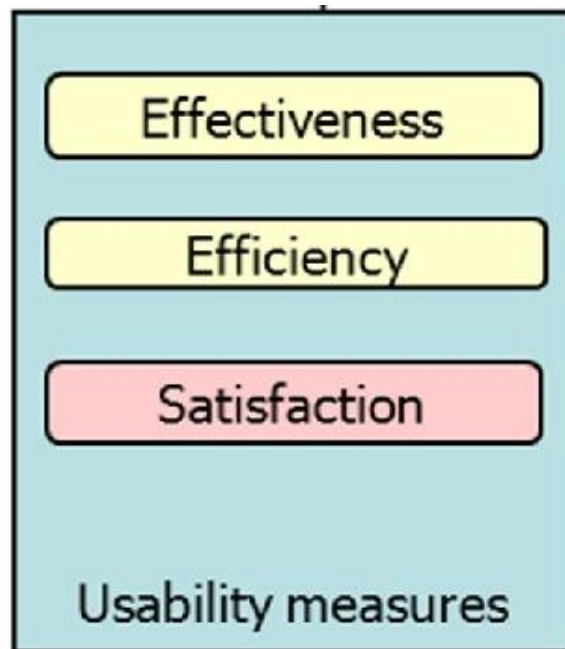 Effectiveness
Efficiency
Satisfaction
Usability measures